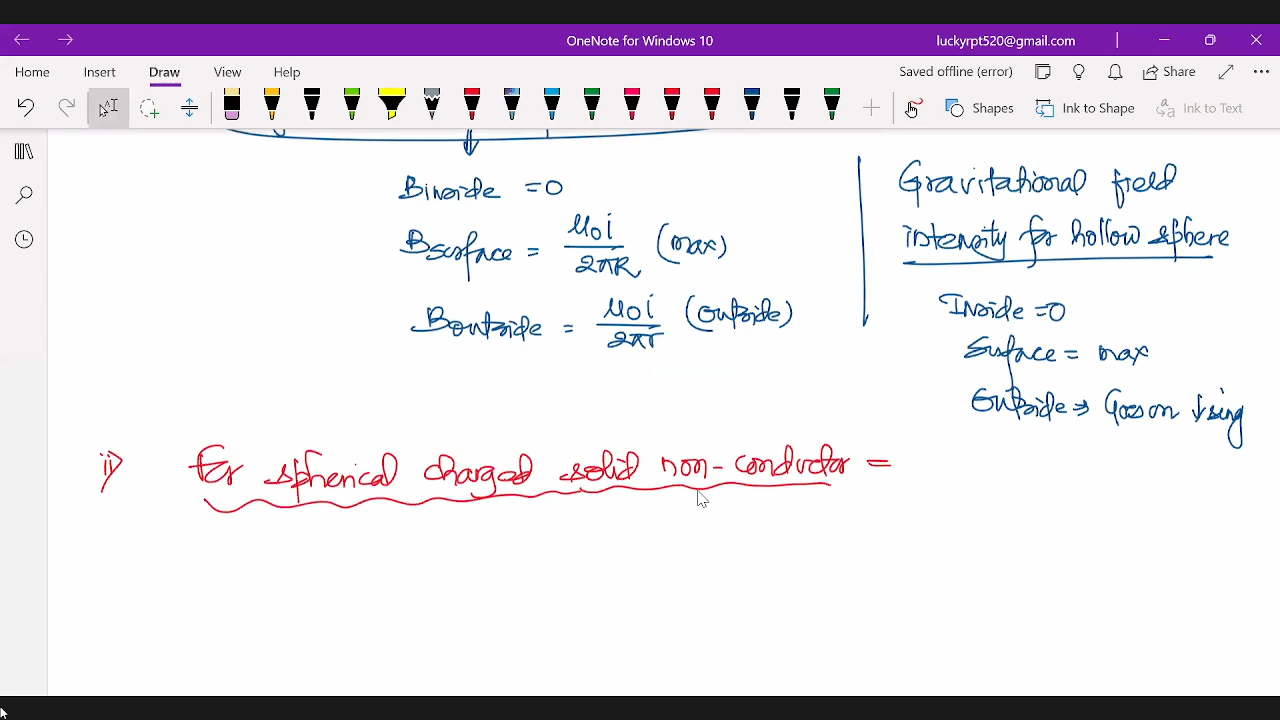 OneNote for Windows 10
luckyrpt520@gmail.com
Home Insert Draw View Help
Saved offline (error)
Share
Shapes
Ink to Shape
Ink to Text
Binside = 0
Bsurface = μ0i/2πR (max)
Boutside = μ0i/2πr (outside)
Gravitational field
intensity for hollow sphere
Inside = 0
Surface = max
Outside ⇒ Goes on ↓sing
ii) for spherical charged solid non-conductor =